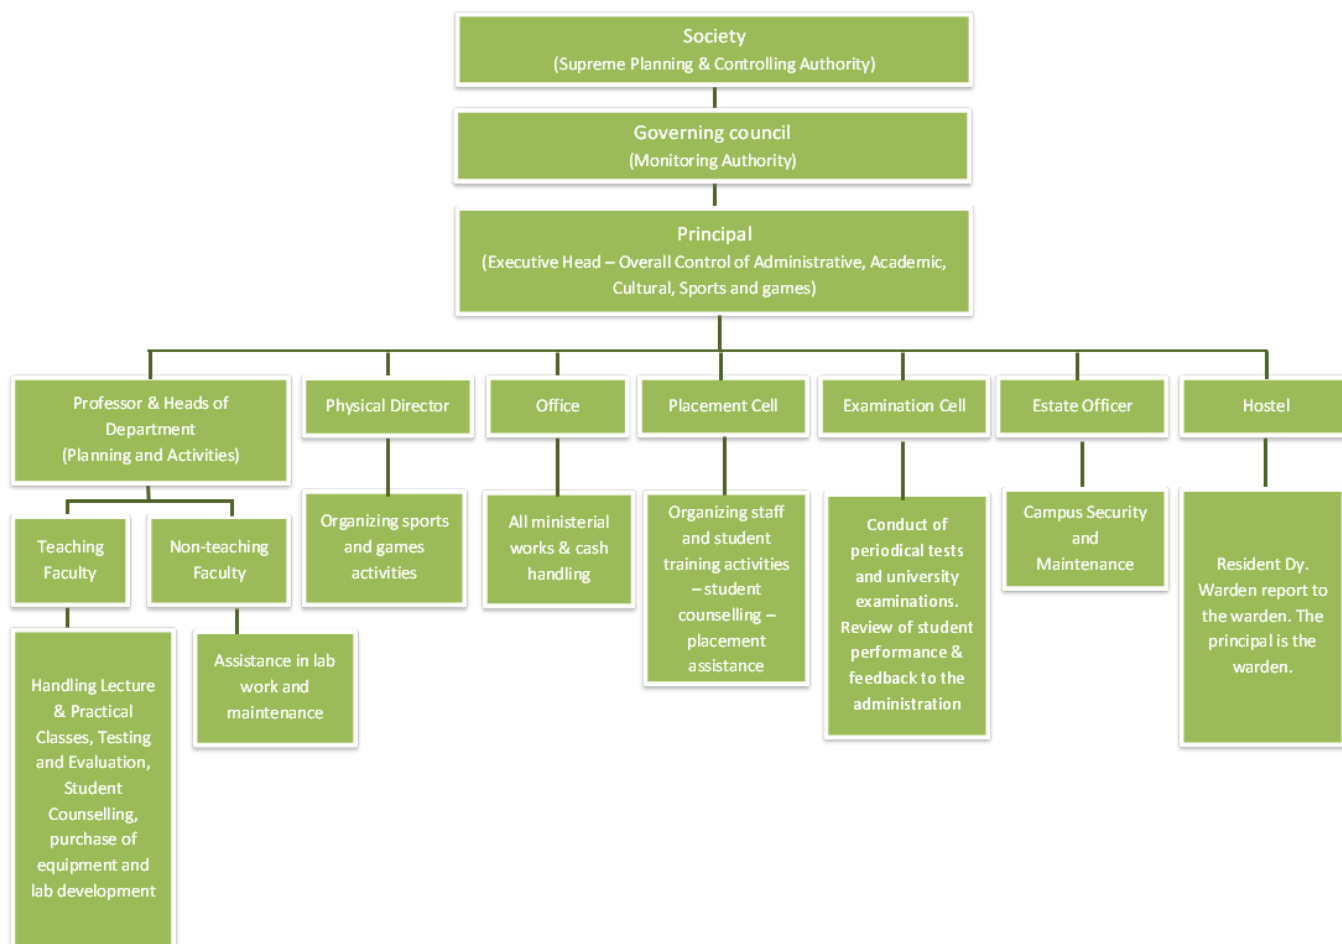 Society
(Supreme Planning & Controlling Authority)
Governing council
(Monitoring Authority)
Principal
(Executive Head – Overall Control of Administrative, Academic,
Cultural, Sports and games)
Professor & Heads of
Department
(Planning and Activities)
Physical Director
Office
Placement Cell
Examination Cell
Estate Officer
Hostel
Teaching
Faculty
Non-teaching
Faculty
Organizing sports
and games
activities
All ministerial
works & cash
handling
Organizing staff
and student
training activities
– student
counselling –
placement
assistance
Conduct of
periodical tests
and university
examinations.
Review of student
performance &
feedback to the
administration
Campus Security
and
Maintenance
Resident Dy.
Warden report to
the warden. The
principal is the
warden.
Handling Lecture
& Practical
Classes, Testing
and Evaluation,
Student
Counselling,
purchase of
equipment and
lab development
Assistance in lab
work and
maintenance